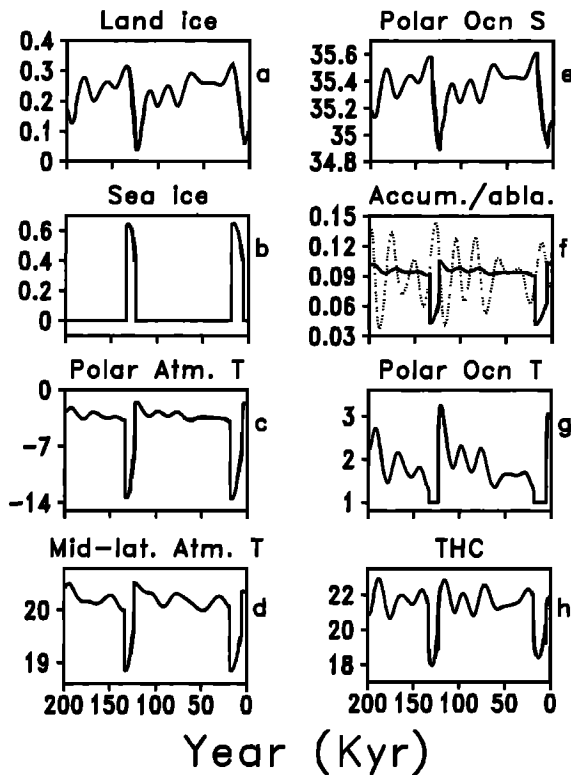 Land ice
Polar Ocn S
0.4
0.3
0.2
0.1
0
a
35.6
35.4
35.2
35
34.8
e
Sea ice
Accum./abla.
0.6
0.4
0.2
0
b
0.15
0.12
0.09
0.06
0.03
f
Polar Atm. T
Polar Ocn T
0
-7
-14
c
3
2
1
g
Mid-lat. Atm. T
THC
20
19
d
22
20
18
h
200 150 100 50 0
200 150 100 50 0
Year (Kyr)